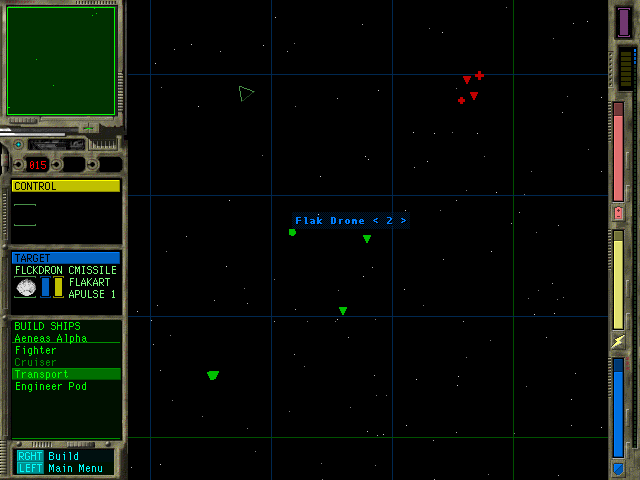 015
CONTROL
Flak Drone < 2 >
TARGET
FLCKDRON CMISSILE
FLAKART
APULSE 1
BUILD SHIPS
Aeneas Alpha
Fighter
Cruiser
Transport
Engineer Pod
RGHT Build
LEFT Main Menu